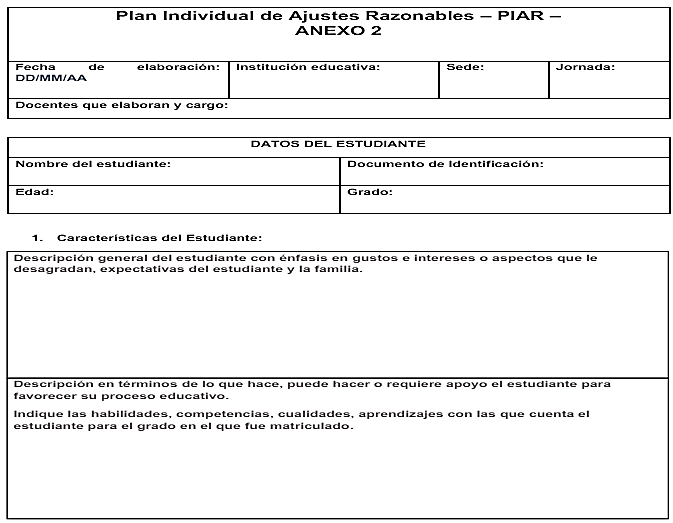 Plan Individual de Ajustes Razonables – PIAR –
ANEXO 2
Fecha de elaboración:
DD/MM/AA
Institución educativa:
Sede:
Jornada:
Docentes que elaboran y cargo:
DATOS DEL ESTUDIANTE
Nombre del estudiante:
Documento de Identificación:
Edad:
Grado:
1. Características del Estudiante:
Descripción general del estudiante con énfasis en gustos e intereses o aspectos que le
desagradan, expectativas del estudiante y la familia.
Descripción en términos de lo que hace, puede hacer o requiere apoyo el estudiante para
favorecer su proceso educativo.
Indique las habilidades, competencias, cualidades, aprendizajes con las que cuenta el
estudiante para el grado en el que fue matriculado.